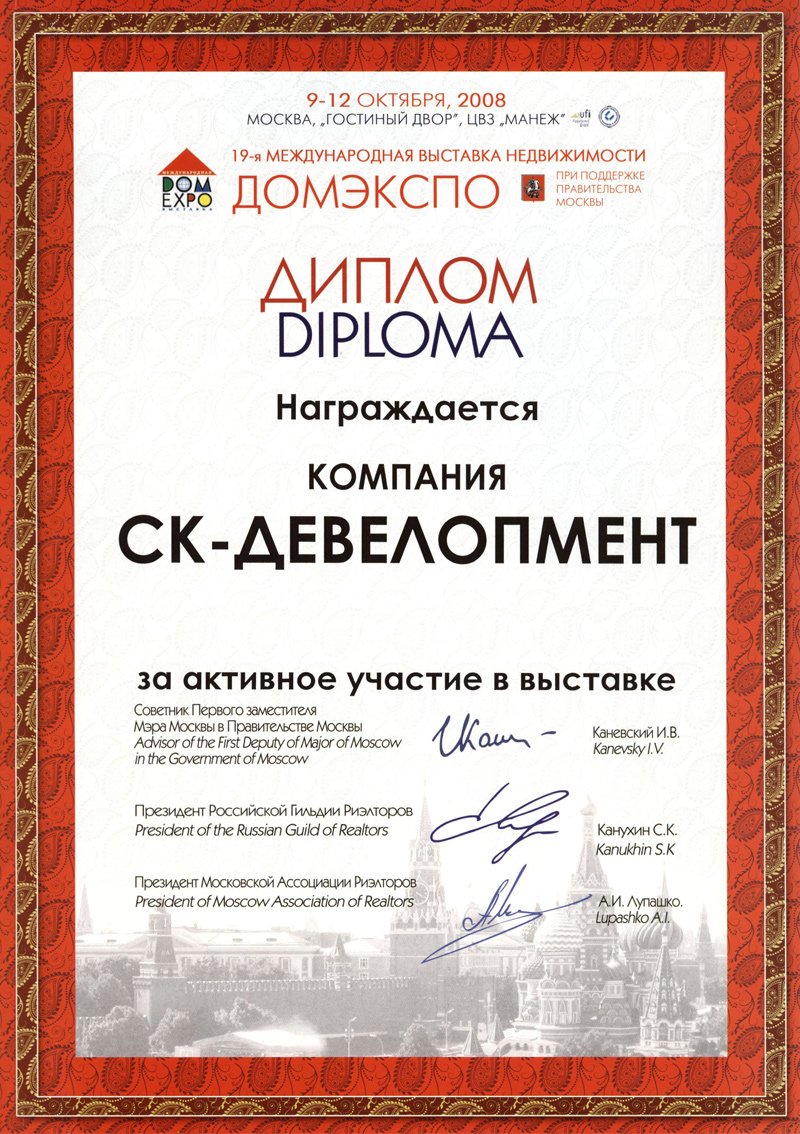 9-12 ОКТЯБРЯ, 2008
МОСКВА, „ГОСТИНЫЙ ДВОР”, ЦВЗ „МАНЕЖ”
ufi
Approved
Event
19-я МЕЖДУНАРОДНАЯ ВЫСТАВКА НЕДВИЖИМОСТИ
МЕЖДУНАРОДНАЯ
DOM
EXPO
ВЫСТАВКА
ДОМЭКСПО
ПРИ ПОДДЕРЖКЕ
ПРАВИТЕЛЬСТВА
МОСКВЫ
ДИПЛОМ
DIPLOMA
Награждается
КОМПАНИЯ
СК-ДЕВЕЛОПМЕНТ
за активное участие в выставке
Советник Первого заместителя
Мэра Москвы в Правительстве Москвы
Advisor of the First Deputy of Major of Moscow
in the Government of Moscow
Каневский И.В.
Kanevsky I.V.
Президент Российской Гильдии Риэлторов
President of the Russian Guild of Realtors
Канухин С.К.
Kanukhin S.K
Президент Московской Ассоциации Риэлторов
President of Moscow Association of Realtors
А.И. Лупашко.
Lupashko A.I.